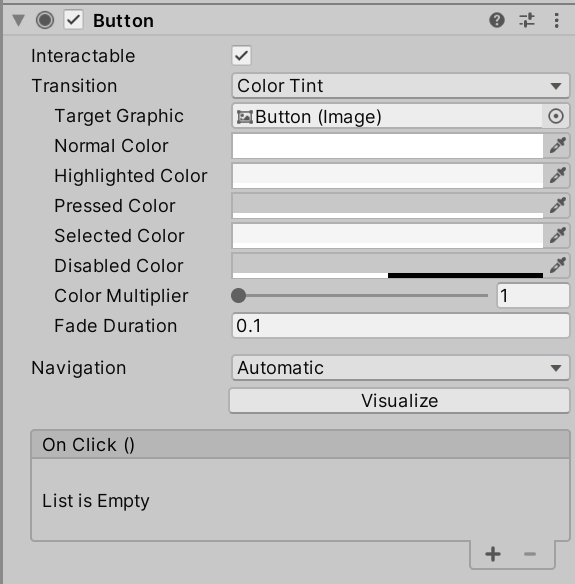 Button
Interactable
Transition Color Tint
Target Graphic Button (Image)
Normal Color
Highlighted Color
Pressed Color
Selected Color
Disabled Color
Color Multiplier 1
Fade Duration 0.1
Navigation Automatic
Visualize
On Click ()
List is Empty